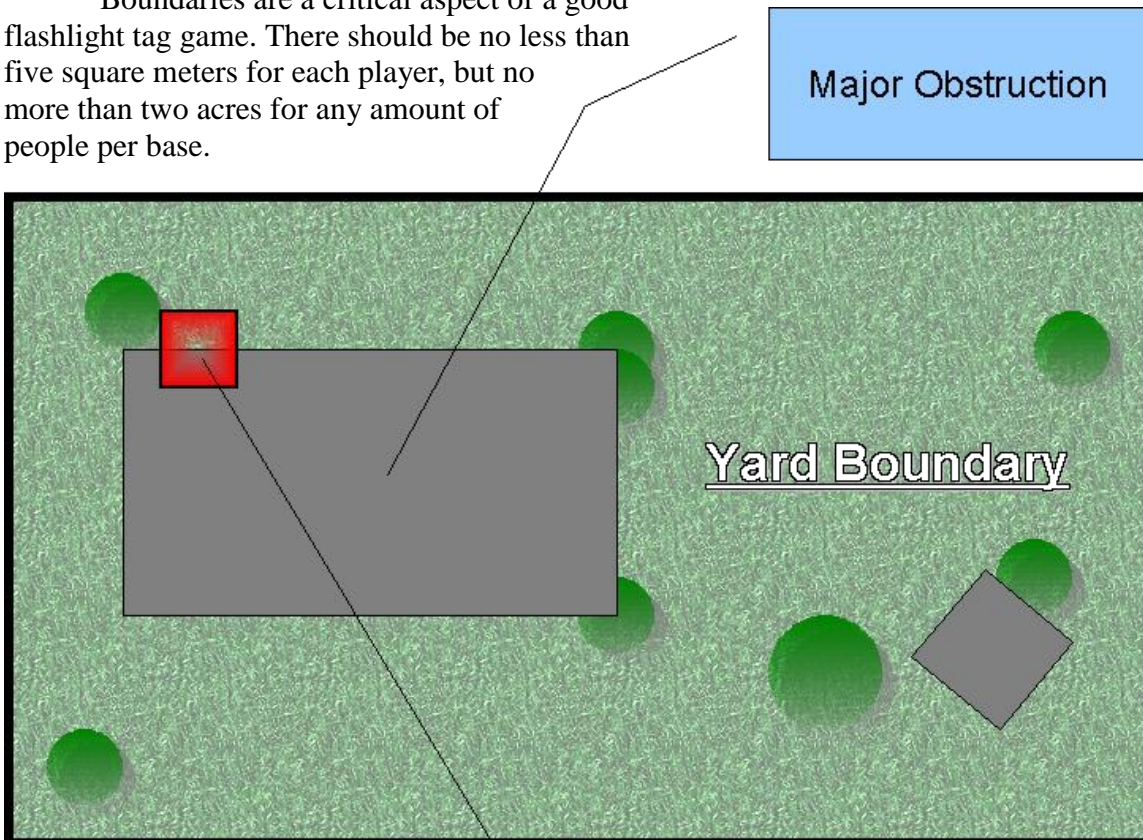 Boundaries are a critical aspect of a good
flashlight tag game. There should be no less than
five square meters for each player, but no
more than two acres for any amount of
people per base.
Major Obstruction
Yard Boundary